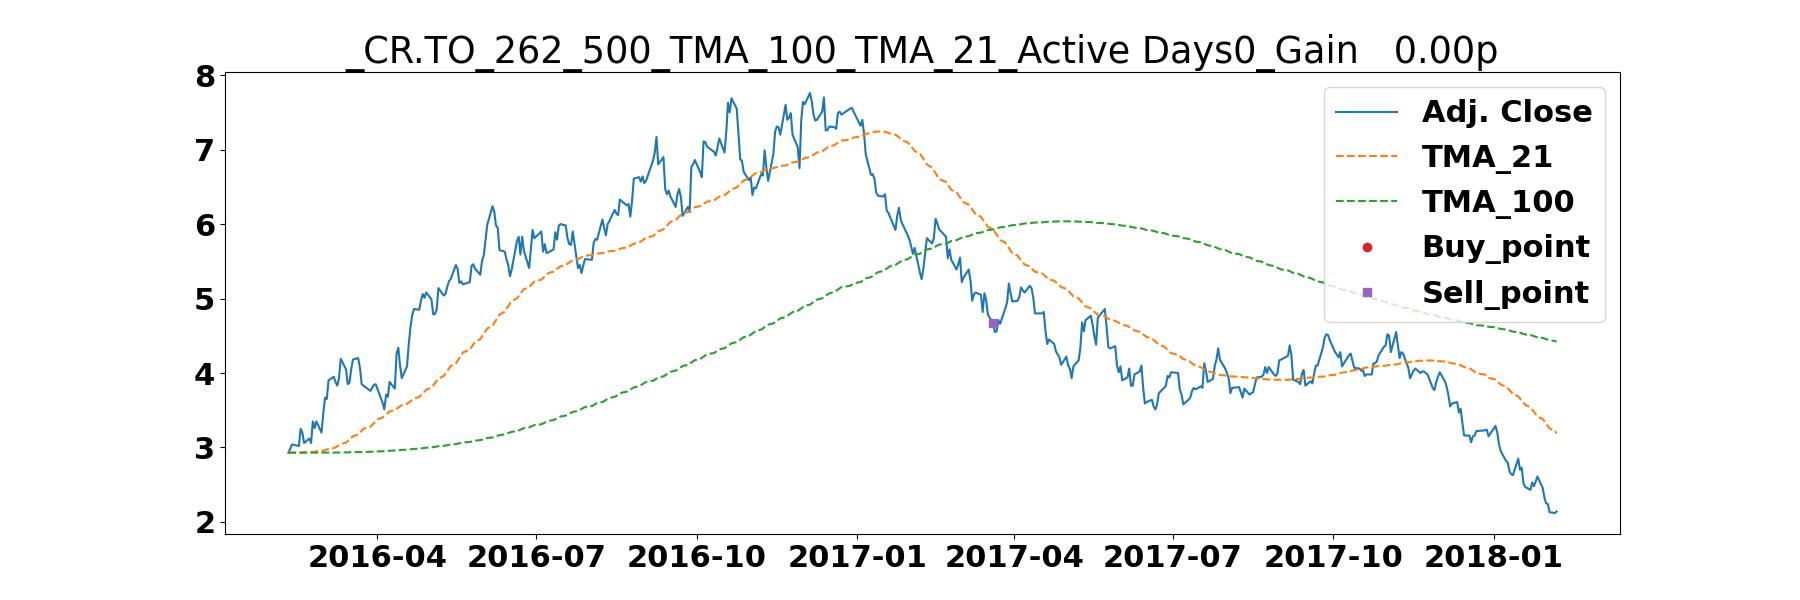 _CR.TO_262_500_TMA_100_TMA_21_Active Days0_Gain   0.00p
8
7
6
5
4
3
2
Adj. Close
TMA_21
TMA_100
Buy_point
Sell_point
2016-04 2016-07 2016-10 2017-01 2017-04 2017-07 2017-10 2018-01